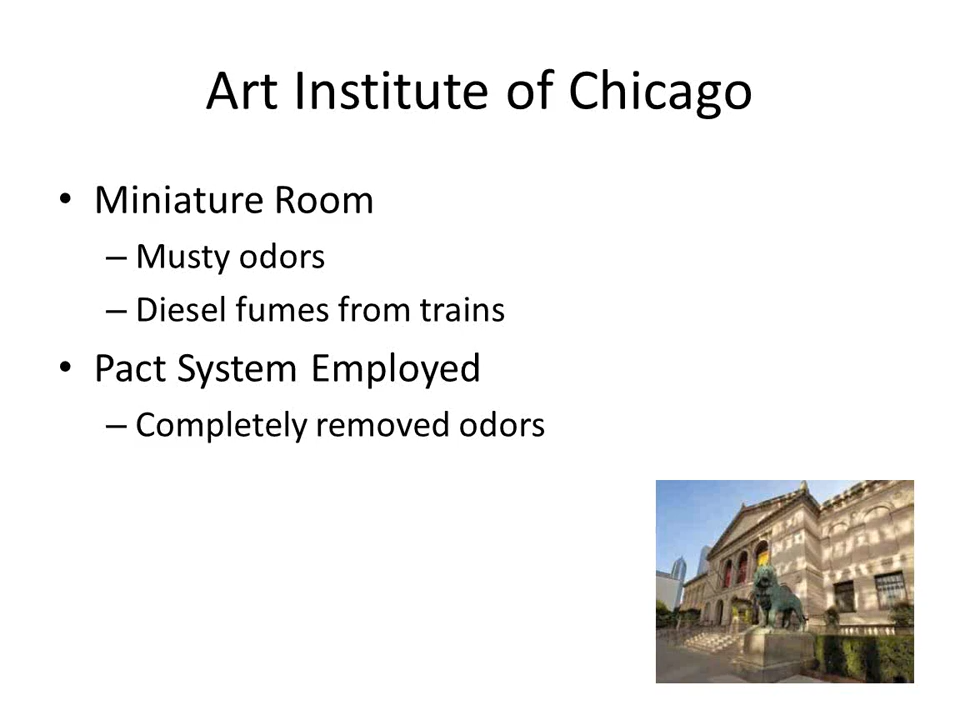 Art Institute of Chicago
• Miniature Room
– Musty odors
– Diesel fumes from trains
• Pact System Employed
– Completely removed odors